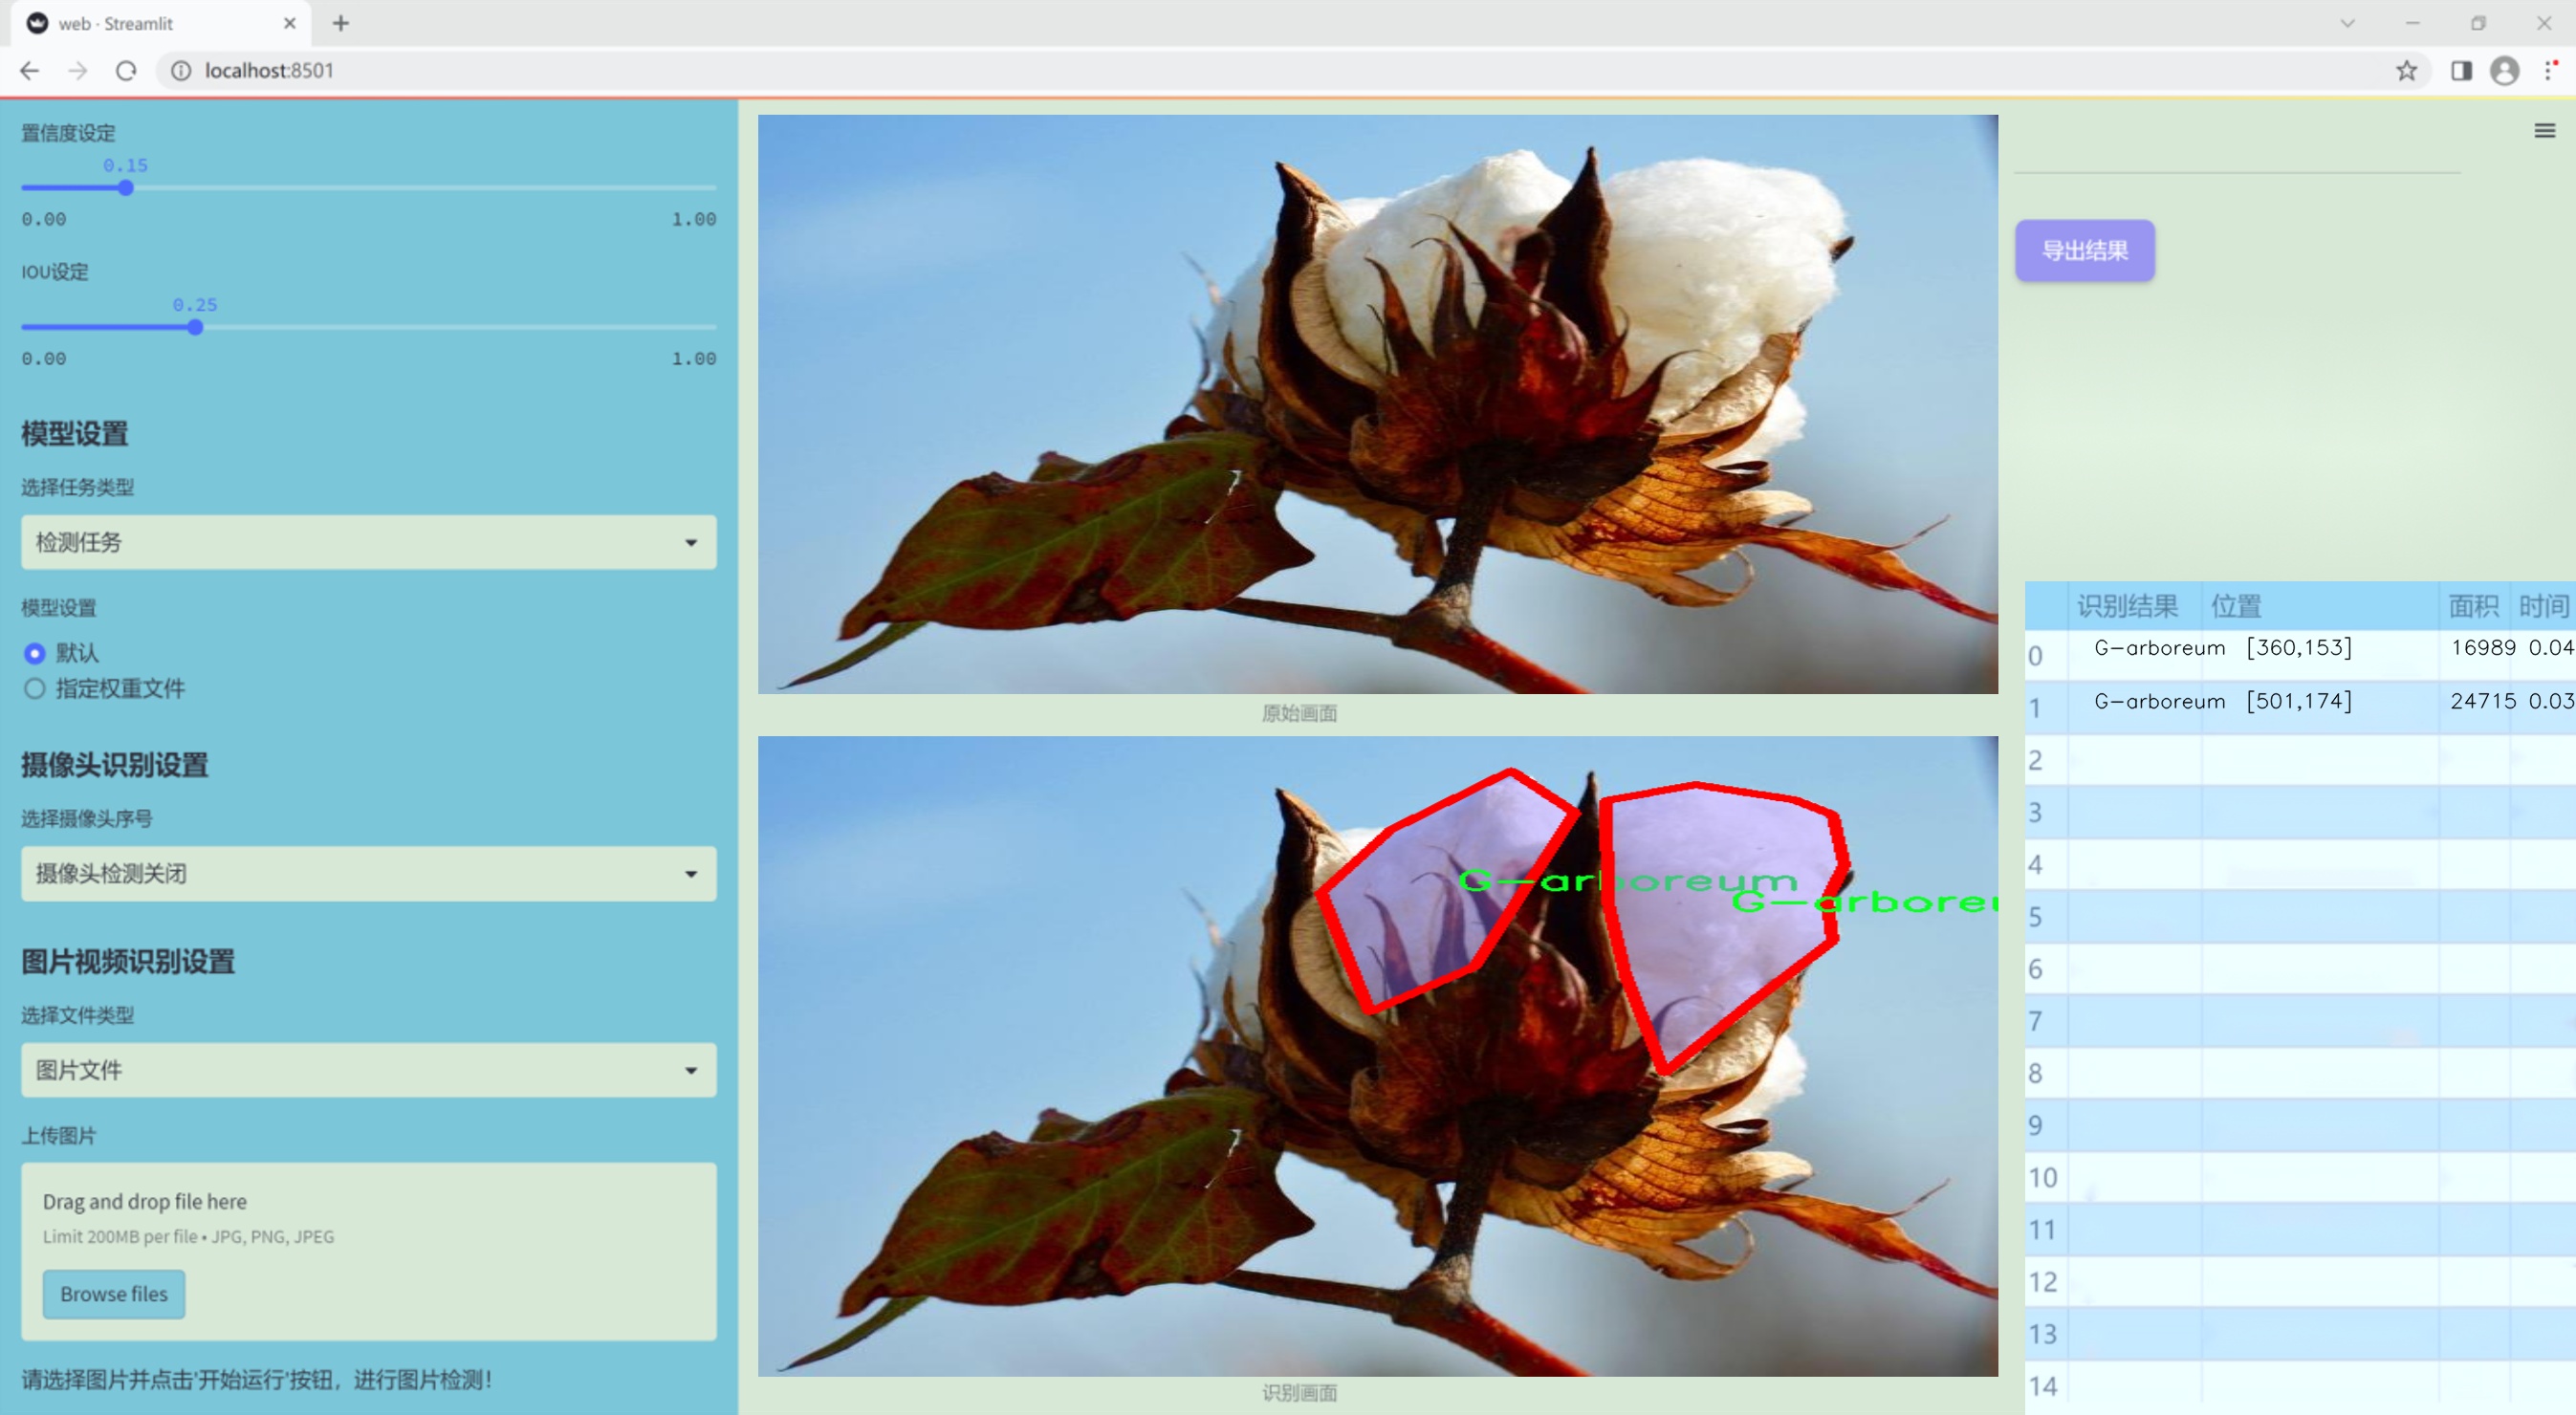 web · Streamlit
localhost:8501
置信度设定
0.15
0.00 1.00
IOU设定
0.25
0.00 1.00
模型设置
选择任务类型
检测任务
模型设置
默认
指定权重文件
摄像头识别设置
选择摄像头序号
摄像头检测关闭
图片视频识别设置
选择文件类型
图片文件
上传图片
Drag and drop file here
Limit 200MB per file • JPG, PNG, JPEG
Browse files
请选择图片并点击'开始运行'按钮，进行图片检测！
原始画面
G-arboreum
G-arbore
识别画面
导出结果
识别结果 位置 面积 时间
0 G-arboreum [360,153] 16989 0.04
1 G-arboreum [501,174] 24715 0.03
2
3
4
5
6
7
8
9
10
11
12
13
14